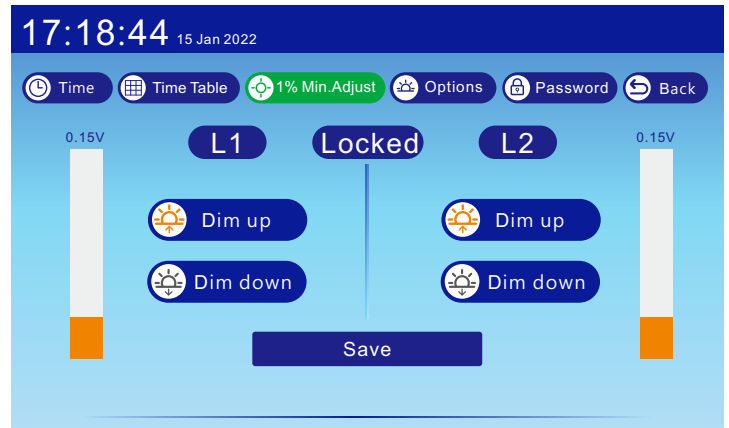 17:18:44 15 Jan 2022
Time Time Table 1% Min.Adjust Options Password Back
0.15V L1 Locked L2 0.15V
Dim up Dim up
Dim down Dim down
Save